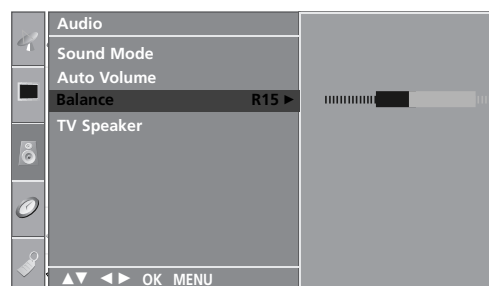 Audio
Sound Mode
Auto Volume
Balance R15 ►
TV Speaker
▲▼ ◄► OK MENU